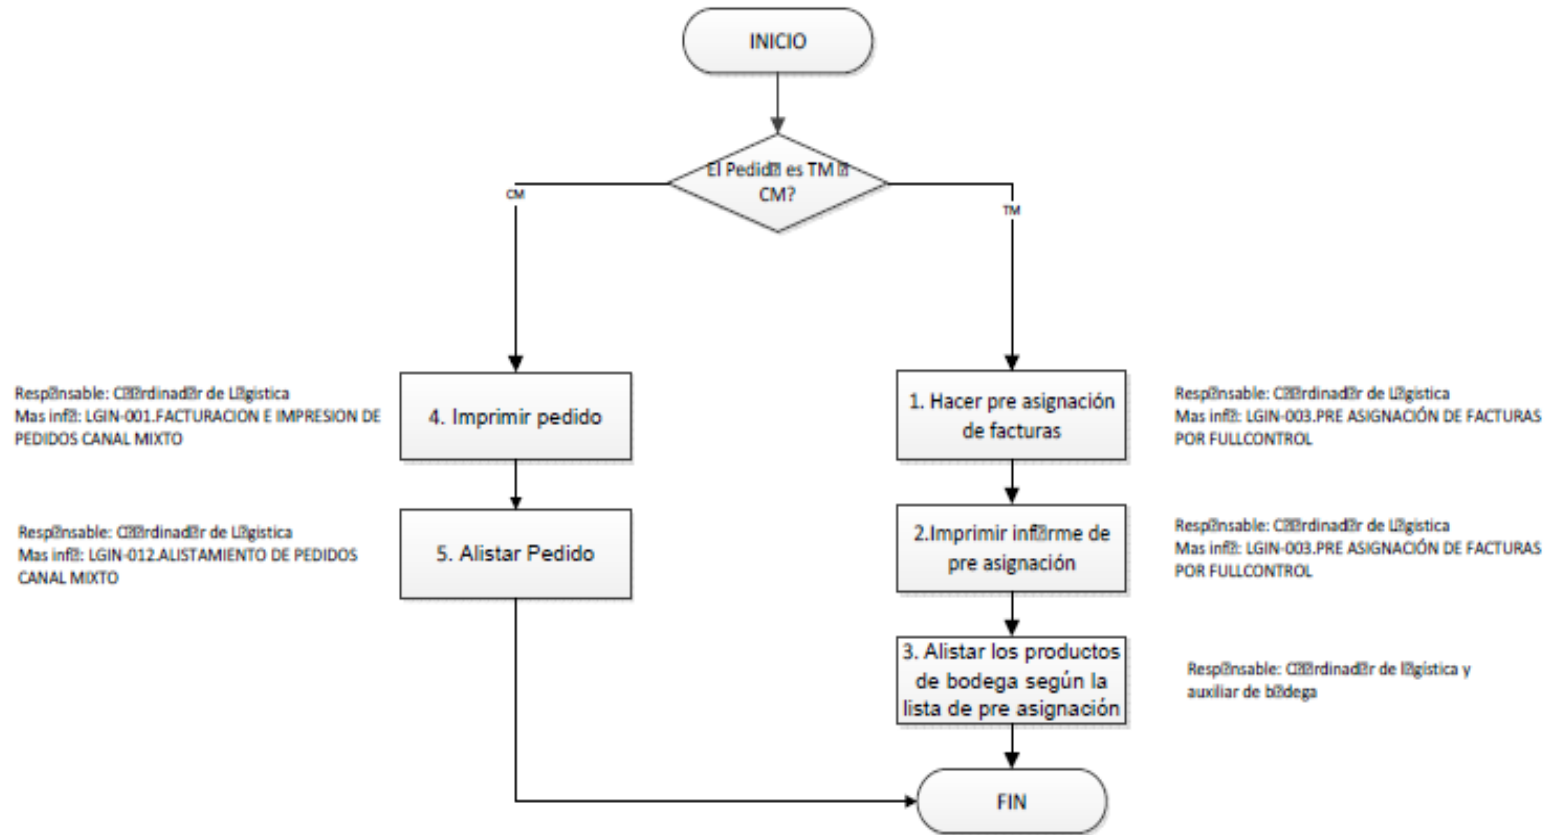 INICIO
El Pedid⍰ es TM ⍰
CM?
CM
TM
Resp⍰nsable: C⍰⍰rdinad⍰r de L⍰gistica
Mas inf⍰: LGIN-001.FACTURACION E IMPRESION DE
PEDIDOS CANAL MIXTO
4. Imprimir pedido
1. Hacer pre asignación
de facturas
Resp⍰nsable: C⍰⍰rdinad⍰r de L⍰gistica
Mas inf⍰: LGIN-003.PRE ASIGNACIÓN DE FACTURAS
POR FULLCONTROL
Resp⍰nsable: C⍰⍰rdinad⍰r de L⍰gistica
Mas inf⍰: LGIN-012.ALISTAMIENTO DE PEDIDOS
CANAL MIXTO
5. Alistar Pedido
2.Imprimir inf⍰rme de
pre asignación
Resp⍰nsable: C⍰⍰rdinad⍰r de L⍰gistica
Mas inf⍰: LGIN-003.PRE ASIGNACIÓN DE FACTURAS
POR FULLCONTROL
3. Alistar los productos
de bodega según la
lista de pre asignación
Resp⍰nsable: C⍰⍰rdinad⍰r de l⍰gística y
auxiliar de b⍰dega
FIN